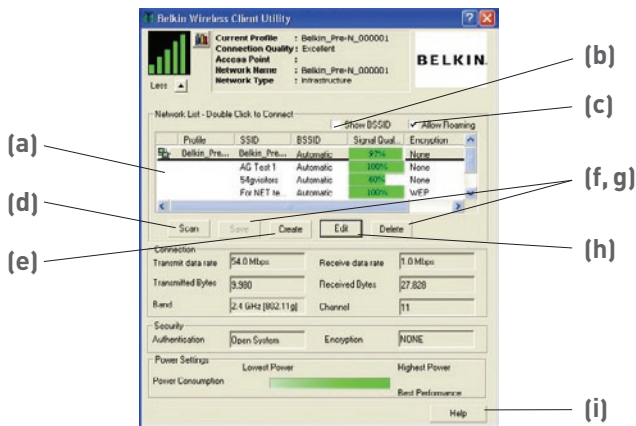 Belkin Wireless Client Utility
Current Profile : Belkin_Pre-N_000001
Connection Quality : Excellent
Access Point :
Network Name : Belkin_Pre-N_000001
Network Type : Infrastructure
BELKIN.
Less
(b)
Network List - Double Click to Connect
Show BSSID
Allow Roaming
(c)
(a)
Profile SSID BSSID Signal Qual... Encryption
Belkin_Pre... Belkin_Pre... Automatic 97% None
AG Test 1 Automatic 100% None
54gvisitors Automatic 60% None
For NET te... Automatic 100% WEP
(f, g)
(d)
Scan Save Create Edit Delete
(e)
(h)
Connection
Transmit data rate 54.0 Mbps Receive data rate 1.0 Mbps
Transmitted Bytes 9,980 Received Bytes 27,828
Band 2.4 GHz (802.11g) Channel 11
Security
Authentication Open System Encryption NONE
Power Settings
Lowest Power Highest Power
Power Consumption
Best Performance
Help
(i)